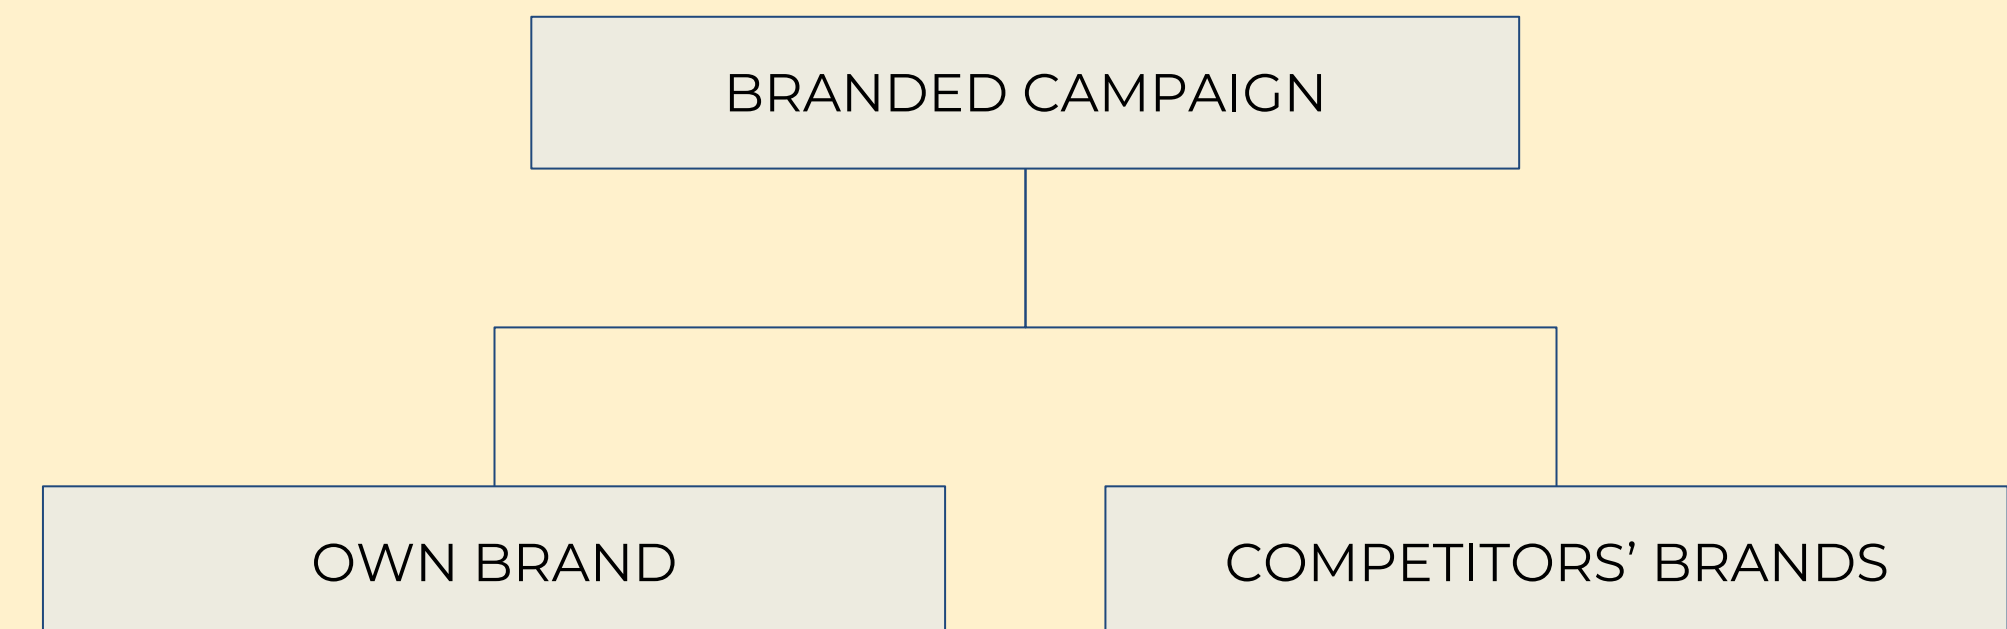 BRANDED CAMPAIGN
OWN BRAND
COMPETITORS’ BRANDS